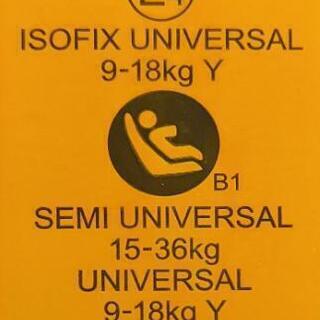 ISOFIX UNIVERSAL
9-18kg Y
B1
SEMI UNIVERSAL
15-36kg
UNIVERSAL
9-18kg Y